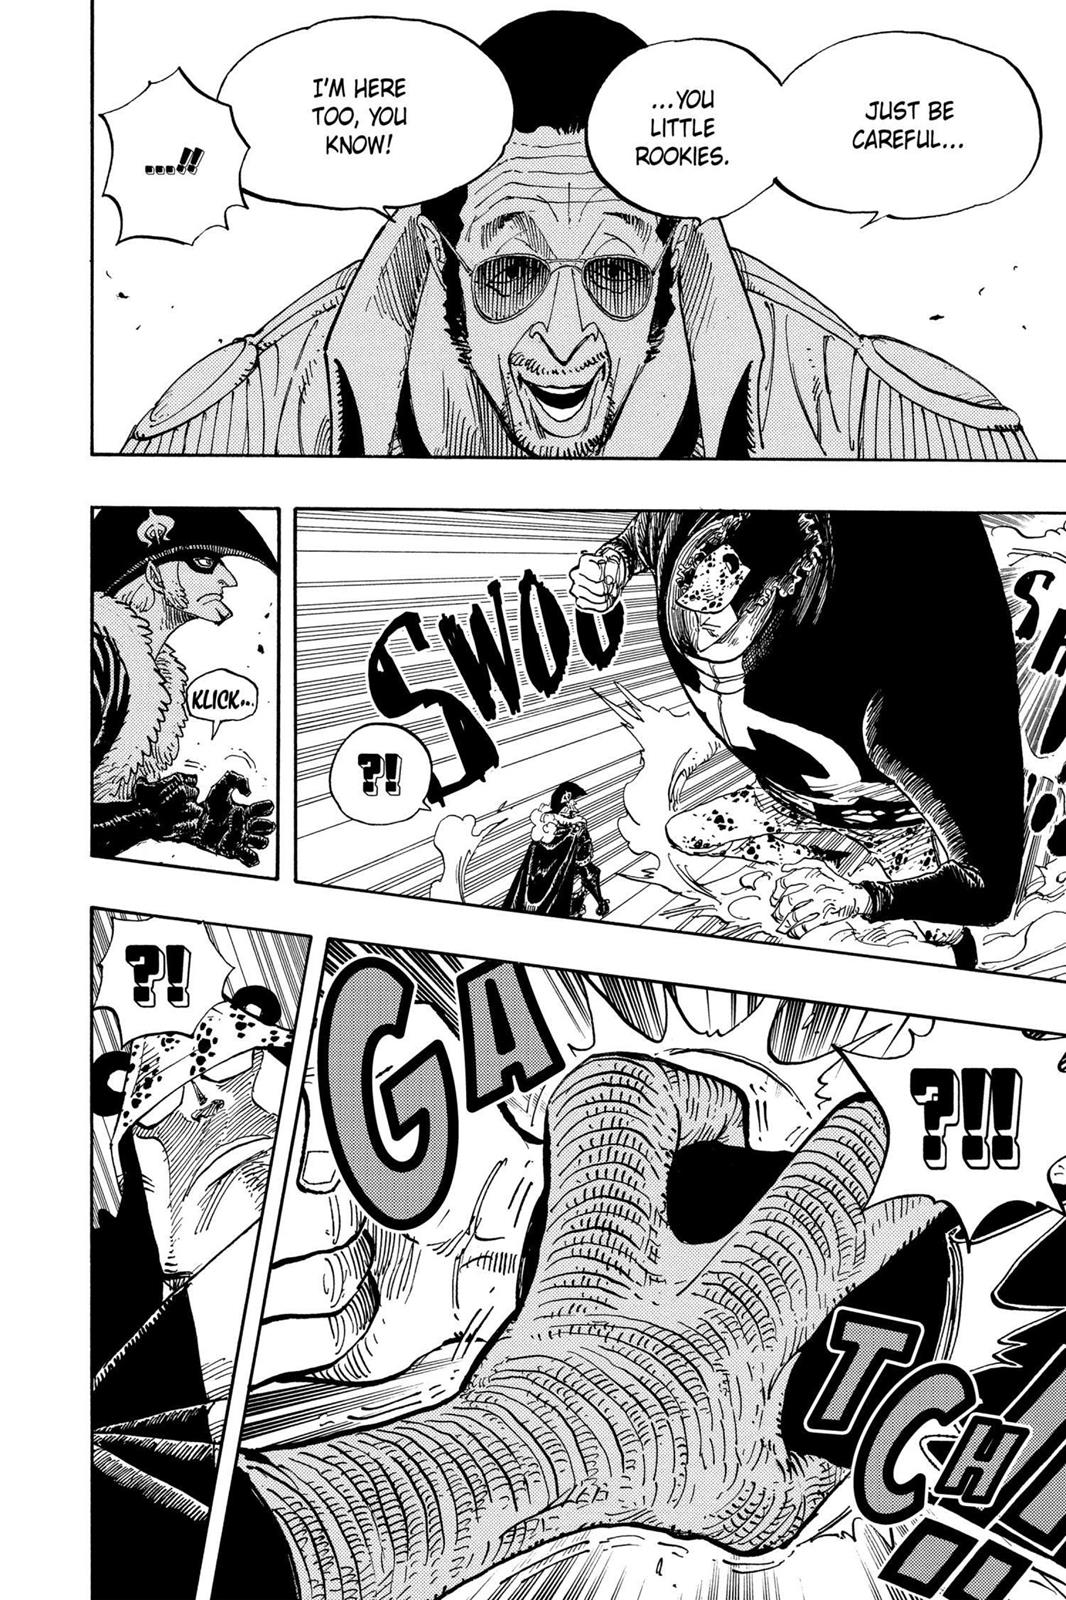 JUST BE
CAREFUL...
...YOU
LITTLE
ROOKIES.
I'M HERE
TOO, YOU
KNOW!
....!!
SWOO
?!
KLICK...
?!!
GA
TCH
?!